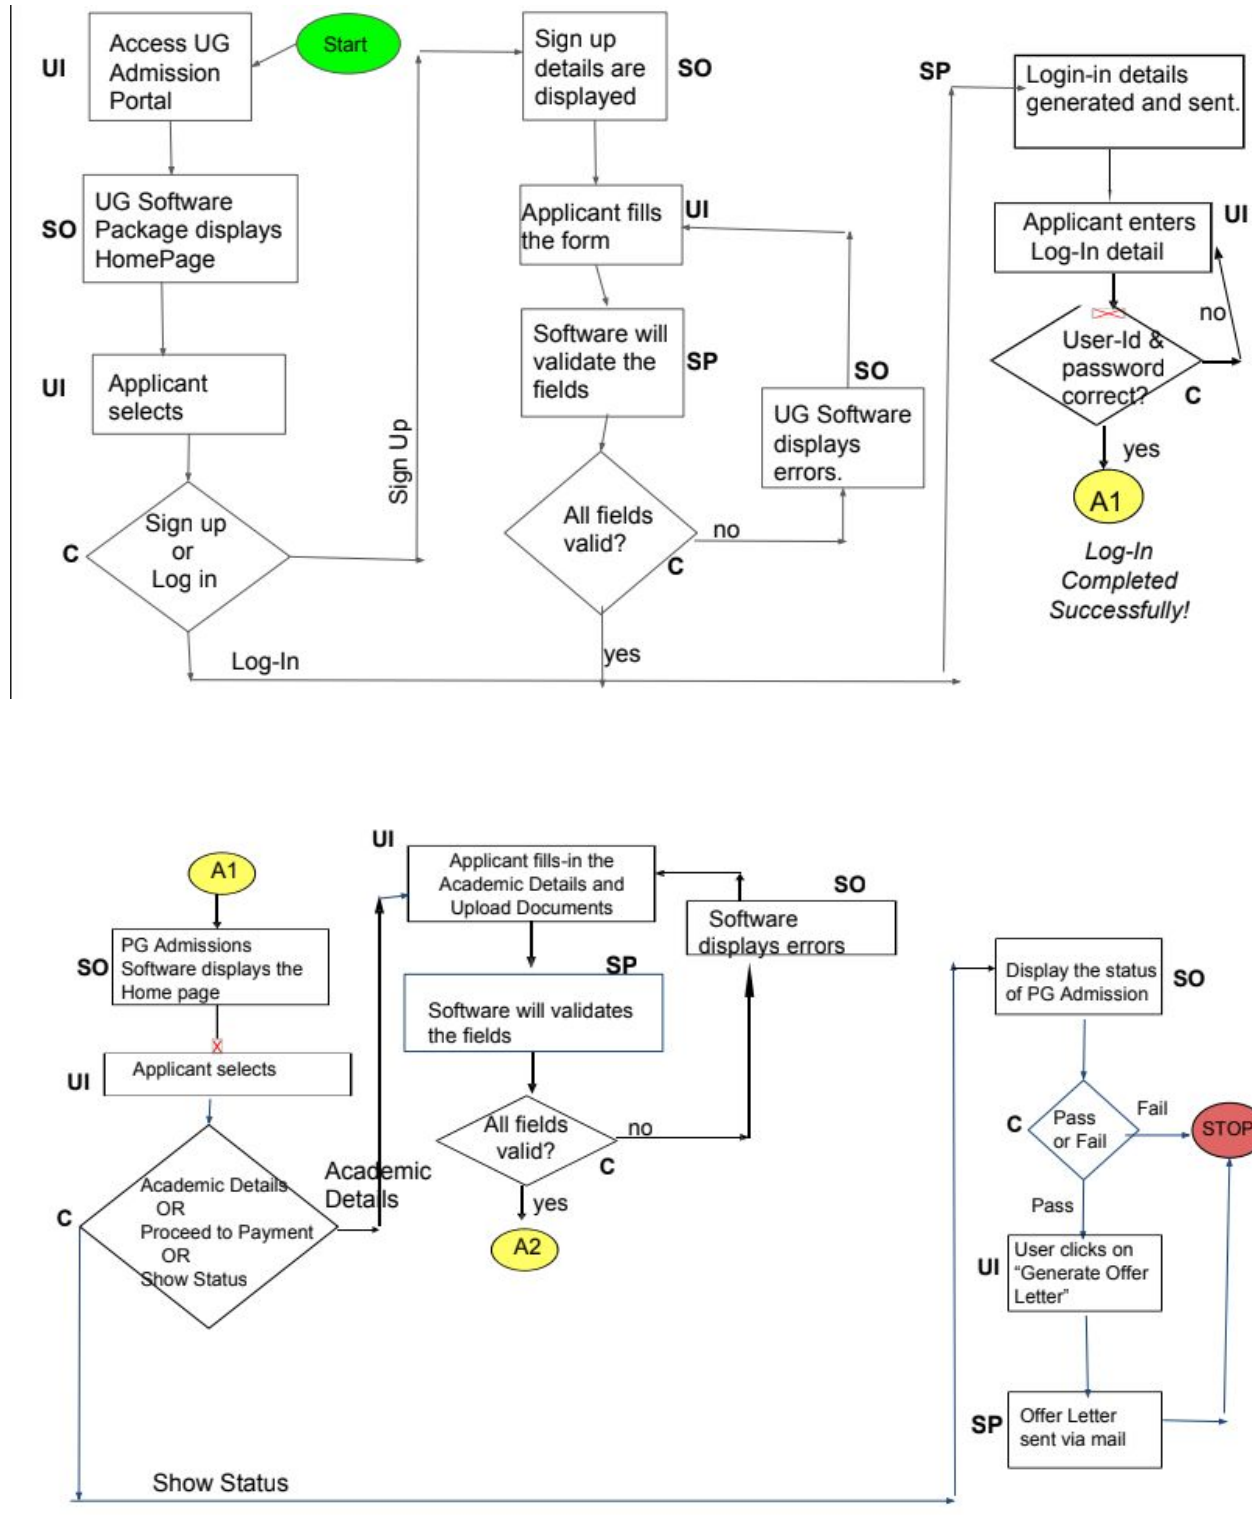 Start
Access UG
Admission
Portal
UI
UG Software
Package displays
HomePage
SO
Applicant
selects
UI
Sign up
or
Log in
C
Sign Up
Log-In
Sign up
details are
displayed
SO
Applicant fills
the form
UI
Software will
validate the
fields
SP
All fields
valid?
C
no
yes
SO
UG Software
displays
errors.
SP
Login-in details
generated and sent.
Applicant enters
Log-In detail
UI
no
User-Id &
password
correct?
C
yes
A1
Log-In
Completed
Successfully!
A1
PG Admissions
Software displays the
Home page
SO
Applicant selects
UI
Academic Details
OR
Proceed to Payment
OR
Show Status
C
Academic
Details
Show Status
UI
Applicant fills-in the
Academic Details and
Upload Documents
SP
Software will validates
the fields
All fields
valid?
C
no
yes
A2
SO
Software
displays errors
Display the status
of PG Admission
SO
Pass
or Fail
C
Fail
STOP
Pass
User clicks on
“Generate Offer
Letter”
UI
Offer Letter
sent via mail
SP